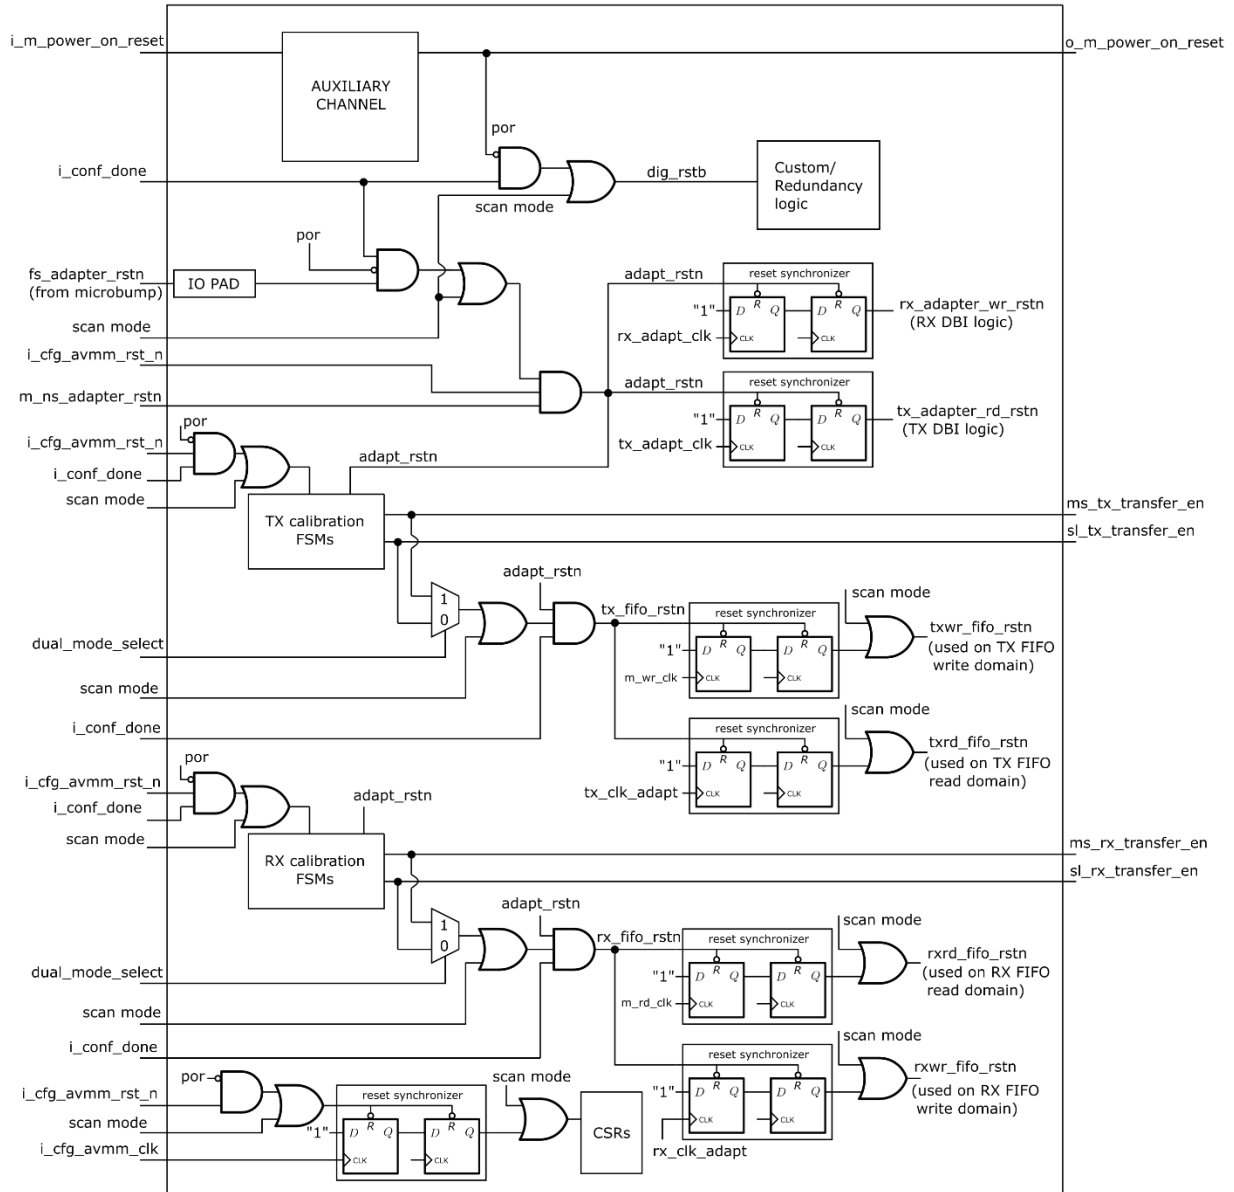 i_m_power_on_reset
o_m_power_on_reset
AUXILIARY
CHANNEL
por
i_conf_done
dig_rstb
Custom/
Redundancy
logic
scan mode
por
fs_adapter_rstn
(from microbump)
IO PAD
adapt_rstn
reset synchronizer
"1"
D
R
Q
D
Q
rx_adapter_wr_rstn
(RX DBI logic)
scan mode
rx_adapt_clk
CLK
CLK
i_cfg_avmm_rst_n
adapt_rstn
reset synchronizer
m_ns_adapter_rstn
"1"
D
R
Q
D
Q
tx_adapter_rd_rstn
(TX DBI logic)
por
i_cfg_avmm_rst_n
tx_adapt_clk
CLK
CLK
adapt_rstn
i_conf_done
scan mode
ms_tx_transfer_en
TX calibration
FSMs
sl_tx_transfer_en
adapt_rstn
scan mode
1
0
tx_fifo_rstn
reset synchronizer
txwr_fifo_rstn
(used on TX FIFO
write domain)
dual_mode_select
"1"
D
R
Q
D
R
Q
m_wr_clk
CLK
CLK
scan mode
scan mode
i_conf_done
reset synchronizer
txrd_fifo_rstn
(used on TX FIFO
read domain)
por
"1"
D
R
Q
D
R
Q
i_cfg_avmm_rst_n
tx_clk_adapt
CLK
CLK
adapt_rstn
i_conf_done
scan mode
ms_rx_transfer_en
RX calibration
FSMs
sl_rx_transfer_en
adapt_rstn
scan mode
1
0
rx_fifo_rstn
reset synchronizer
rxrd_fifo_rstn
(used on RX FIFO
read domain)
dual_mode_select
"1"
D
R
Q
D
R
Q
m_rd_clk
CLK
CLK
scan mode
scan mode
i_conf_done
reset synchronizer
rxwr_fifo_rstn
(used on RX FIFO
write domain)
por
scan mode
i_cfg_avmm_rst_n
reset synchronizer
"1"
D
R
Q
D
R
Q
CLK
CLK
scan mode
"1"
D
R
Q
D
R
Q
CSRs
i_cfg_avmm_clk
CLK
CLK
rx_clk_adapt